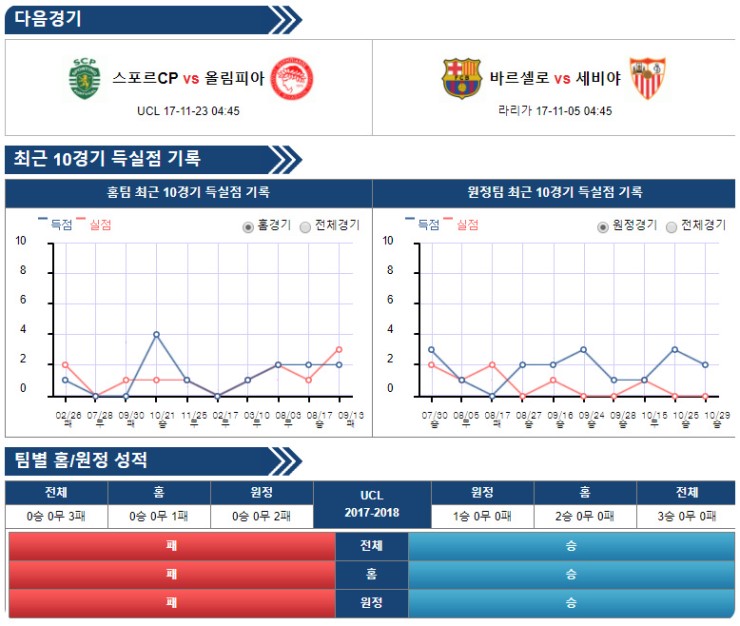 다음경기
스포르CP vs 올림피아
UCL 17-11-23 04:45
바르셀로 vs 세비야
라리가 17-11-05 04:45
최근 10경기 득실점 기록
홈팀 최근 10경기 득실점 기록
원정팀 최근 10경기 득실점 기록
득점 실점 홈경기 전체경기
득점 실점 원정경기 전체경기
10
8
6
4
2
0
02/26 07/28 09/30 10/21 11/25 02/17 03/10 08/03 08/17 09/13
패 무 패 승 무 무 무 무 승 패
10
8
6
4
2
0
07/30 08/05 08/17 08/27 09/16 09/24 09/28 10/15 10/25 10/29
승 무 패 승 승 승 승 무 승 승
팀별 홈/원정 성적
전체 홈 원정 UCL 2017-2018 원정 홈 전체
0승 0무 3패 0승 0무 1패 0승 0무 2패 1승 0무 0패 2승 0무 0패 3승 0무 0패
패 전체 승
패 홈 승
패 원정 승